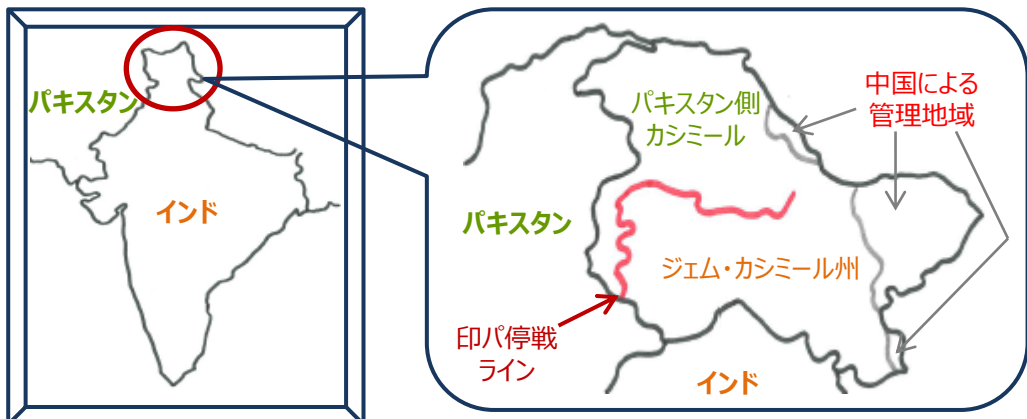 パキスタン
インド
パキスタン側
カシミール
中国による
管理地域
パキスタン
ジェム・カシミール州
印パ停戦
ライン
インド